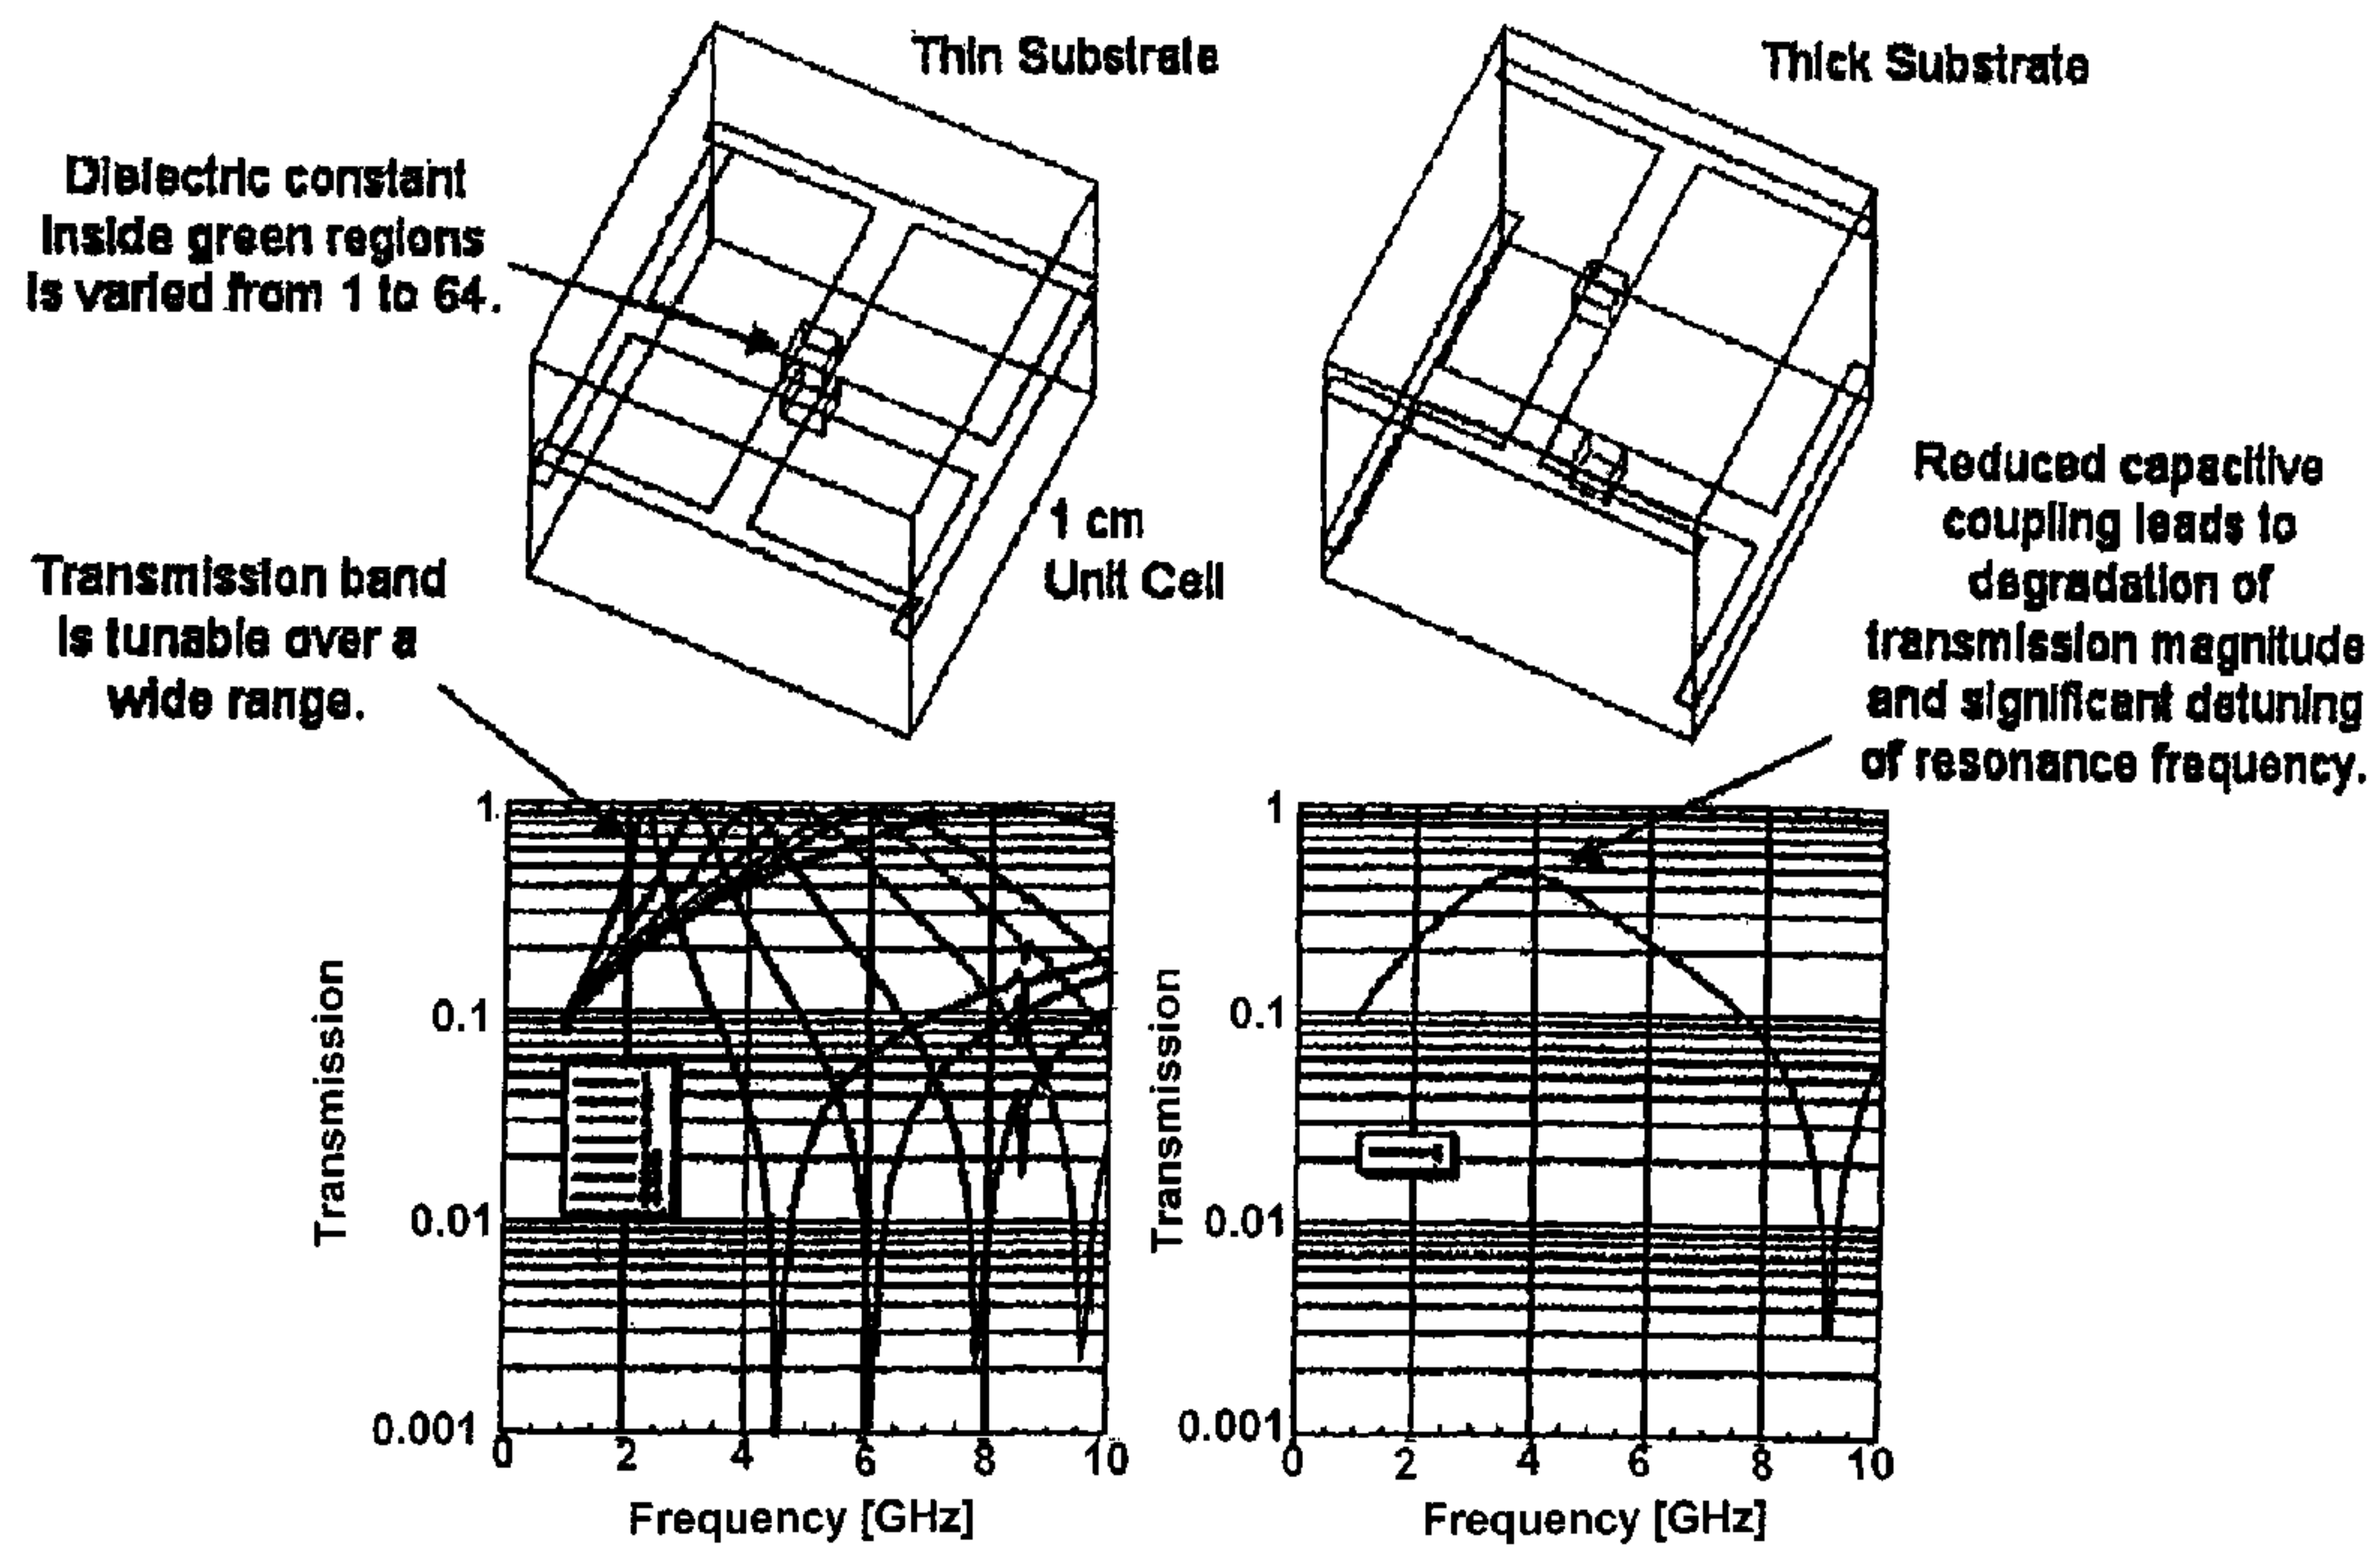 Thin Substrate
Thick Substrate
Dielectric constant
inside green regions
is varied from 1 to 64.
1 cm
Unit Cell
Transmission band
is tunable over a
wide range.
Reduced capacitive
coupling leads to
degradation of
transmission magnitude
and significant detuning
of resonance frequency.
1
0.1
0.01
0.001
Transmission
0 2 4 6 8 10
Frequency [GHz]
1
0.1
0.01
0.001
Transmission
0 2 4 6 8 10
Frequency [GHz]